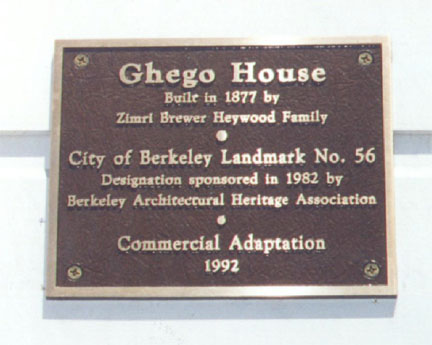 Ghego House
Built in 1877 by
Zimri Brewer Heywood Family
City of Berkeley Landmark No. 56
Designation sponsored in 1982 by
Berkeley Architectural Heritage Association
Commercial Adaptation
1992